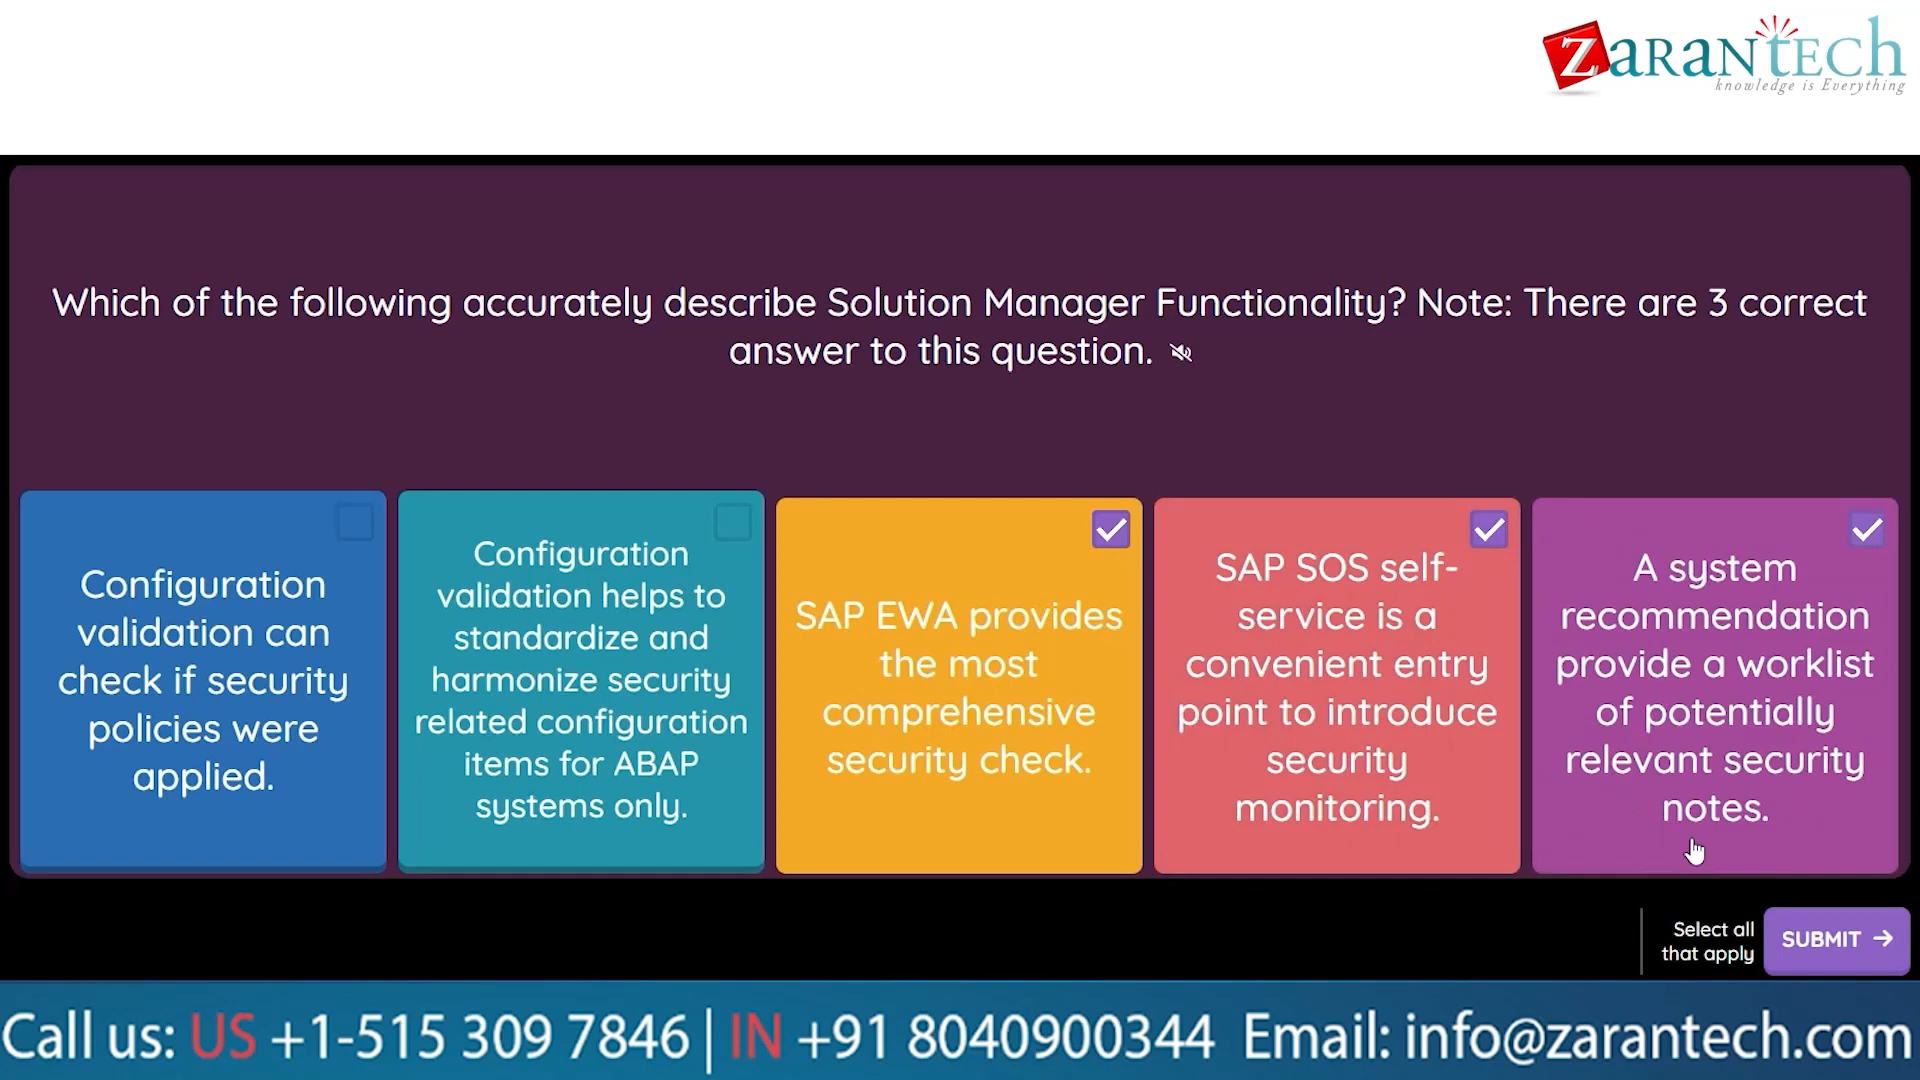 ZARANTECH
knowledge is Everything
Which of the following accurately describe Solution Manager Functionality? Note: There are 3 correct
answer to this question.
Configuration
validation can
check if security
policies were
applied.
Configuration
validation helps to
standardize and
harmonize security
related configuration
items for ABAP
systems only.
SAP EWA provides
the most
comprehensive
security check.
SAP SOS self-
service is a
convenient entry
point to introduce
security
monitoring.
A system
recommendation
provide a worklist
of potentially
relevant security
notes.
Select all
that apply
SUBMIT →
Call us: US +1-515 309 7846 | IN +91 8040900344 Email: info@zarantech.com